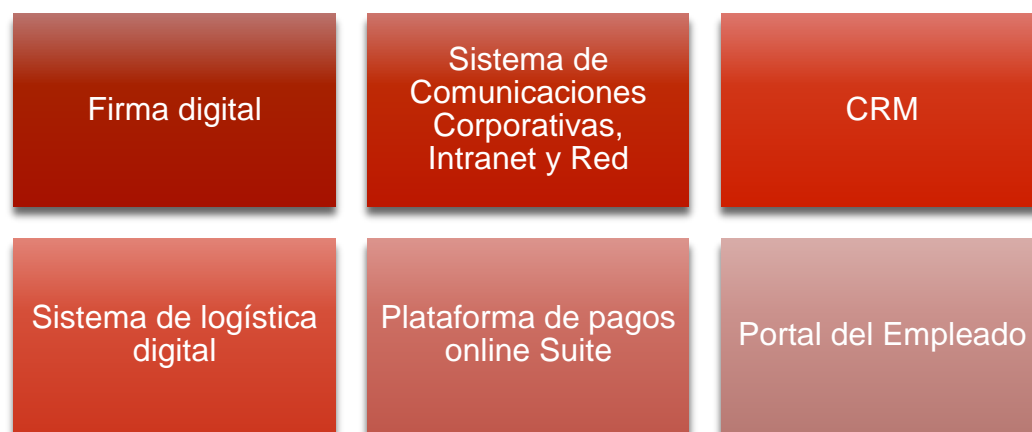 Firma digital
Sistema de
Comunicaciones
Corporativas,
Intranet y Red
CRM
Sistema de logística
digital
Plataforma de pagos
online Suite
Portal del Empleado